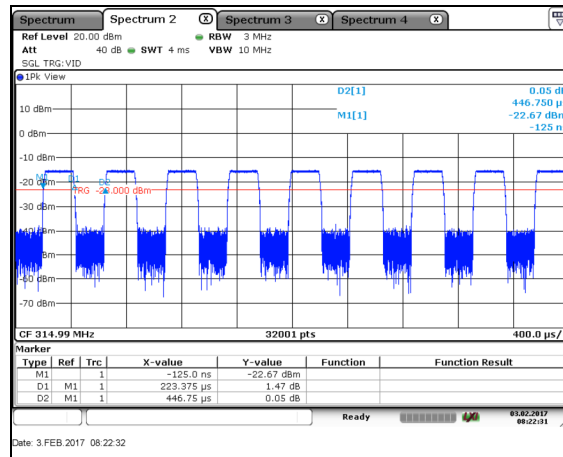 Spectrum Spectrum 2 X Spectrum 3 X Spectrum 4 X
Ref Level 20.00 dBm RBW 3 MHz
Att 40 dB SWT 4 ms VBW 10 MHz
SGL TRG:VID
1Pk View
D2[1] 0.05 dB
446.750 µs
M1[1] -22.67 dBm
-125 ns
10 dBm
0 dBm
-10 dBm
M1 D1 D2
-20 dBm
TRG
-30 dBm
-70 dBm
CF 314.99 MHz 32001 pts 400.0 µs/
Marker
Type Ref Trc X-value Y-value Function Function Result
M1 1 -125.0 ns -22.67 dBm
D1 M1 1 223.375 µs 1.47 dB
D2 M1 1 446.75 µs 0.05 dB
Ready 03.02.2017
08:22:31
Date: 3.FEB.2017 08:22:32